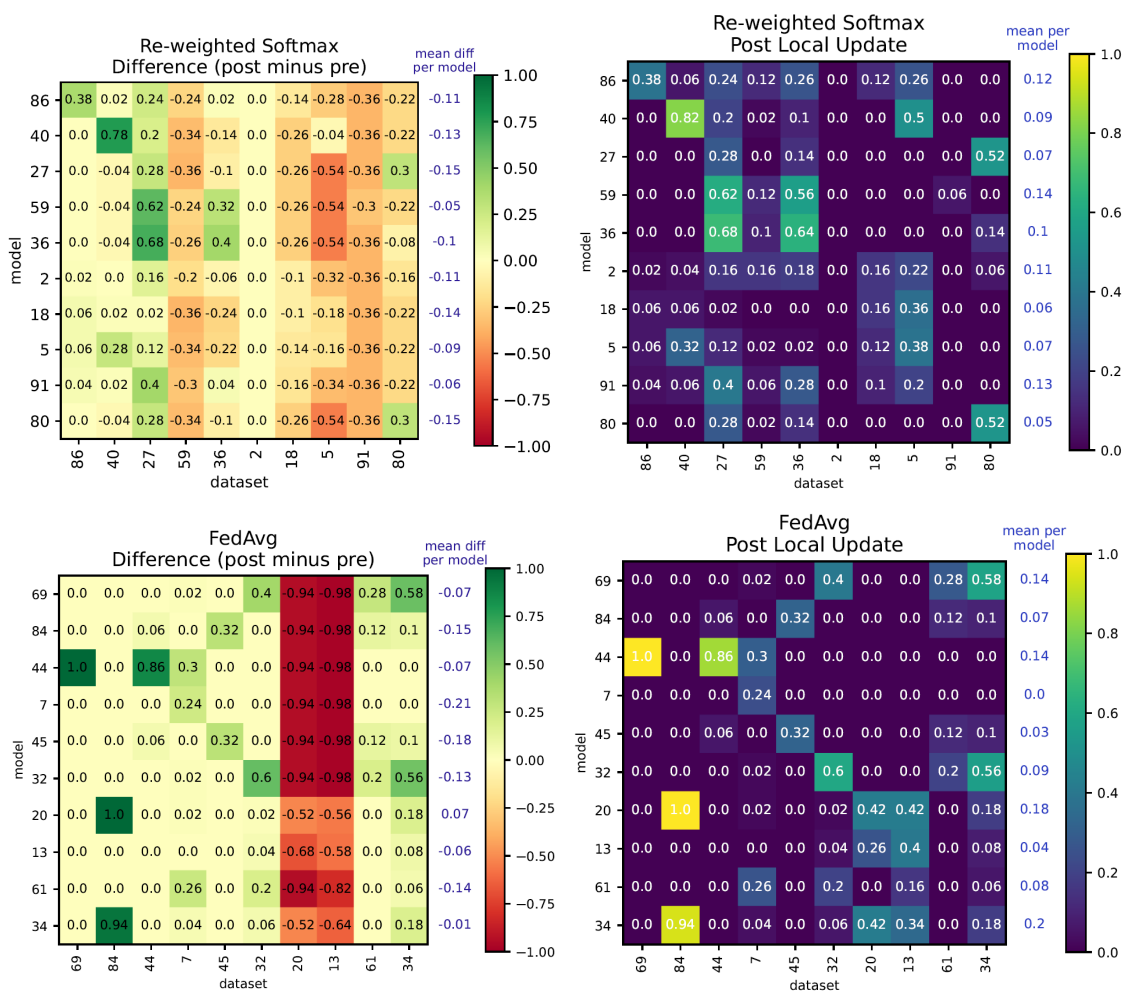 Re-weighted Softmax
Difference (post minus pre)
mean diff
per model
86 0.38 0.02 0.24 -0.24 0.02 0.0 -0.14 -0.28 -0.36 -0.22 -0.11
40 0.0 0.78 0.2 -0.34 -0.14 0.0 -0.26 -0.04 -0.36 -0.22 -0.13
27 0.0 -0.04 0.28 -0.36 -0.1 0.0 -0.26 -0.54 -0.36 0.3 -0.15
59 0.0 -0.04 0.62 -0.24 0.32 0.0 -0.26 -0.54 -0.3 -0.22 -0.05
36 0.0 -0.04 0.68 -0.26 0.4 0.0 -0.26 -0.54 -0.36 -0.08 -0.1
2 0.02 0.0 0.16 -0.2 -0.06 0.0 -0.1 -0.32 -0.36 -0.16 -0.11
18 0.06 0.02 0.02 -0.36 -0.24 0.0 -0.1 -0.18 -0.36 -0.22 -0.14
5 0.06 0.28 0.12 -0.34 -0.22 0.0 -0.14 -0.16 -0.36 -0.22 -0.09
91 0.04 0.02 0.4 -0.3 0.04 0.0 -0.16 -0.34 -0.36 -0.22 -0.06
80 0.0 -0.04 0.28 -0.34 -0.1 0.0 -0.26 -0.54 -0.36 0.3 -0.15
86 40 27 59 36 2 18 5 91 80
dataset
model
1.00
0.75
0.50
0.25
0.00
−0.25
−0.50
−0.75
−1.00
Re-weighted Softmax
Post Local Update
mean per
model
86 0.38 0.06 0.24 0.12 0.26 0.0 0.12 0.26 0.0 0.0 0.12
40 0.0 0.82 0.2 0.02 0.1 0.0 0.0 0.5 0.0 0.0 0.09
27 0.0 0.0 0.28 0.0 0.14 0.0 0.0 0.0 0.0 0.52 0.07
59 0.0 0.0 0.62 0.12 0.56 0.0 0.0 0.0 0.06 0.0 0.14
36 0.0 0.0 0.68 0.1 0.64 0.0 0.0 0.0 0.0 0.14 0.1
2 0.02 0.04 0.16 0.16 0.18 0.0 0.16 0.22 0.0 0.06 0.11
18 0.06 0.06 0.02 0.0 0.0 0.0 0.16 0.36 0.0 0.0 0.06
5 0.06 0.32 0.12 0.02 0.02 0.0 0.12 0.38 0.0 0.0 0.07
91 0.04 0.06 0.4 0.06 0.28 0.0 0.1 0.2 0.0 0.0 0.13
80 0.0 0.0 0.28 0.02 0.14 0.0 0.0 0.0 0.0 0.52 0.05
86 40 27 59 36 2 18 5 91 80
dataset
model
1.0
0.8
0.6
0.4
0.2
0.0
FedAvg
Difference (post minus pre)
mean diff
per model
69 0.0 0.0 0.0 0.02 0.0 0.4 -0.94 -0.98 0.28 0.58 -0.07
84 0.0 0.0 0.06 0.0 0.32 0.0 -0.94 -0.98 0.12 0.1 -0.15
44 1.0 0.0 0.86 0.3 0.0 0.0 -0.94 -0.98 0.0 0.0 -0.07
7 0.0 0.0 0.0 0.24 0.0 0.0 -0.94 -0.98 0.0 0.0 -0.21
45 0.0 0.0 0.06 0.0 0.32 0.0 -0.94 -0.98 0.12 0.1 -0.18
32 0.0 0.0 0.0 0.02 0.0 0.6 -0.94 -0.98 0.2 0.56 -0.13
20 0.0 1.0 0.0 0.02 0.0 0.02 -0.52 -0.56 0.0 0.18 0.07
13 0.0 0.0 0.0 0.0 0.0 0.04 -0.68 -0.58 0.0 0.08 -0.06
61 0.0 0.0 0.0 0.26 0.0 0.2 -0.94 -0.82 0.0 0.06 -0.14
34 0.0 0.94 0.0 0.04 0.0 0.06 -0.52 -0.64 0.0 0.18 -0.01
69 84 44 7 45 32 20 13 61 34
dataset
model
1.00
0.75
0.50
0.25
0.00
−0.25
−0.50
−0.75
−1.00
FedAvg
Post Local Update
mean per
model
69 0.0 0.0 0.0 0.02 0.0 0.4 0.0 0.0 0.28 0.58 0.14
84 0.0 0.0 0.06 0.0 0.32 0.0 0.0 0.0 0.12 0.1 0.07
44 1.0 0.0 0.86 0.3 0.0 0.0 0.0 0.0 0.0 0.0 0.14
7 0.0 0.0 0.0 0.24 0.0 0.0 0.0 0.0 0.0 0.0 0.0
45 0.0 0.0 0.06 0.0 0.32 0.0 0.0 0.0 0.12 0.1 0.03
32 0.0 0.0 0.0 0.02 0.0 0.6 0.0 0.0 0.2 0.56 0.09
20 0.0 1.0 0.0 0.02 0.0 0.02 0.42 0.42 0.0 0.18 0.18
13 0.0 0.0 0.0 0.0 0.0 0.04 0.26 0.4 0.0 0.08 0.04
61 0.0 0.0 0.0 0.26 0.0 0.2 0.0 0.16 0.0 0.06 0.08
34 0.0 0.94 0.0 0.04 0.0 0.06 0.42 0.34 0.0 0.18 0.2
69 84 44 7 45 32 20 13 61 34
dataset
model
1.0
0.8
0.6
0.4
0.2
0.0